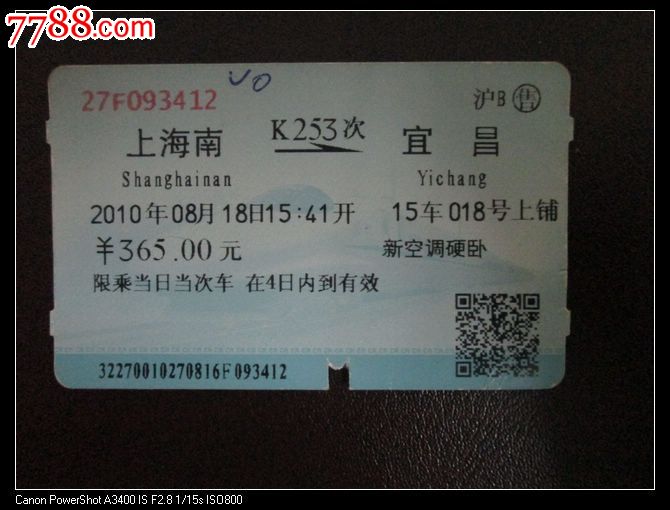 7788.com
27F093412
沪B 售
上海南 K253次 宜昌
Shanghainan Yichang
2010年08月18日15:41开 15车018号上铺
￥365.00元 新空调硬卧
限乘当日当次车 在4日内到有效
32270010270816F093412
Canon PowerShot A3400 IS F2.8 1/15s ISO800